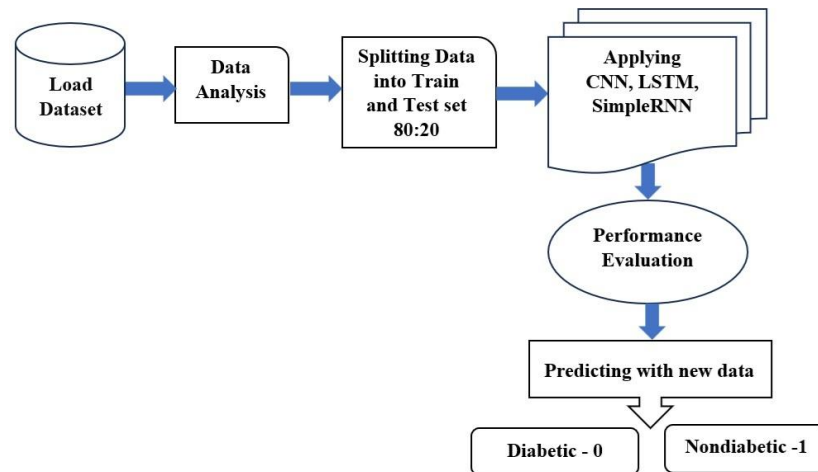 Load
Dataset
Data
Analysis
Splitting Data
into Train
and Test set
80:20
Applying
CNN, LSTM,
SimpleRNN
Performance
Evaluation
Predicting with new data
Diabetic - 0
Nondiabetic -1